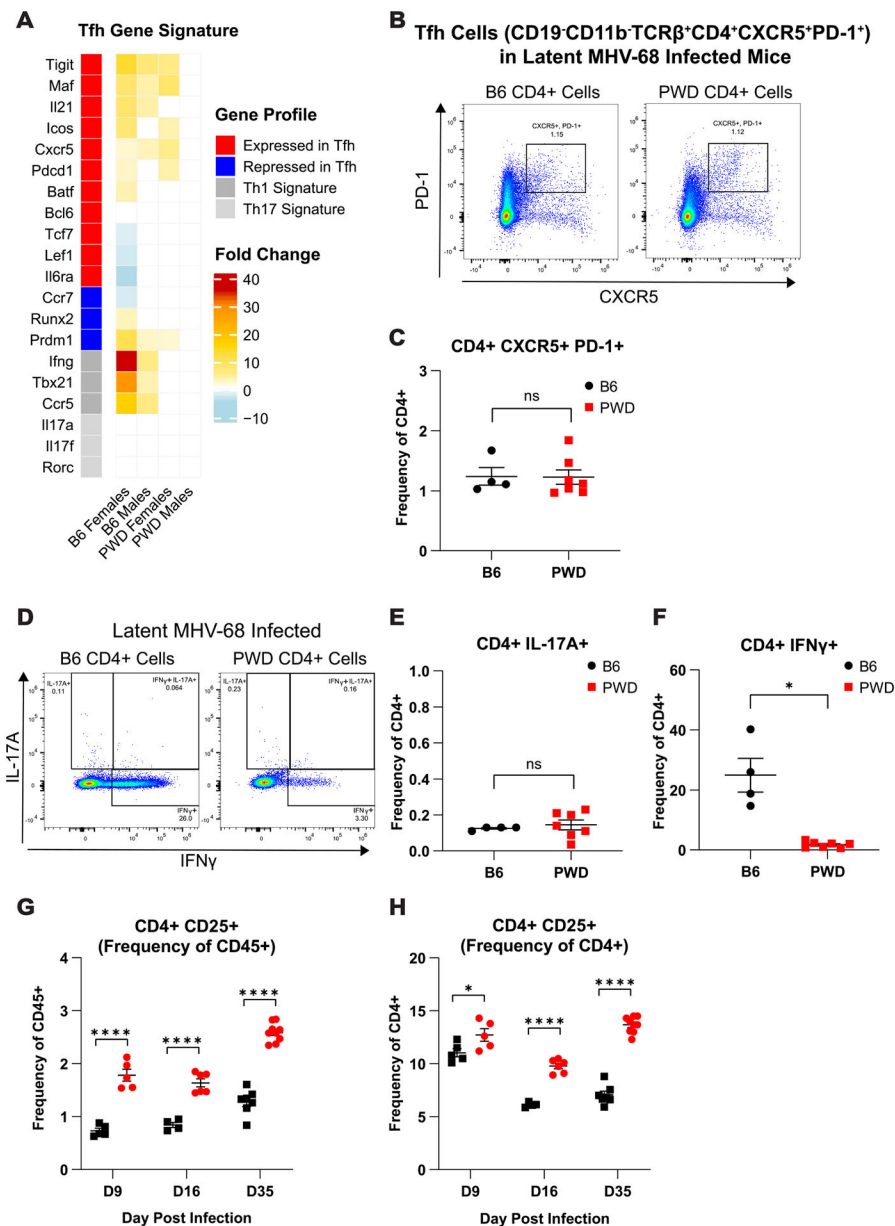 A
Tfh Gene Signature
Tigit
Maf
Il21
Icos
Cxcr5
Pdcd1
Batf
Bcl6
Tcf7
Lef1
Il6ra
Ccr7
Runx2
Prdm1
Ifng
Tbx21
Ccr5
Il17a
Il17f
Rorc
B6 Females
B6 Males
PWD Females
PWD Males
Gene Profile
Expressed in Tfh
Repressed in Tfh
Th1 Signature
Th17 Signature
Fold Change
40
30
20
10
0
−10
B
Tfh Cells (CD19-CD11b-TCRβ+CD4+CXCR5+PD-1+)
in Latent MHV-68 Infected Mice
B6 CD4+ Cells
PWD CD4+ Cells
CXCR5+, PD-1+
1.15
CXCR5+, PD-1+
1.12
PD-1
CXCR5
C
CD4+ CXCR5+ PD-1+
Frequency of CD4+
3
2
1
0
ns
B6
PWD
B6
PWD
D
Latent MHV-68 Infected
B6 CD4+ Cells
PWD CD4+ Cells
IL-17A+
0.11
IFNγ+ IL-17A+
0.064
IFNγ+
26.0
IL-17A+
0.23
IFNγ+ IL-17A+
0.16
IFNγ+
3.30
IL-17A
IFNγ
E
CD4+ IL-17A+
Frequency of CD4+
1.0
0.8
0.6
0.4
0.2
0.0
ns
B6
PWD
B6
PWD
F
CD4+ IFNγ+
Frequency of CD4+
60
40
20
0
*
B6
PWD
B6
PWD
G
CD4+ CD25+
(Frequency of CD45+)
Frequency of CD45+
4
3
2
1
0
****
****
****
D9
D16
D35
Day Post Infection
H
CD4+ CD25+
(Frequency of CD4+)
Frequency of CD4+
20
15
10
5
0
*
****
****
D9
D16
D35
Day Post Infection